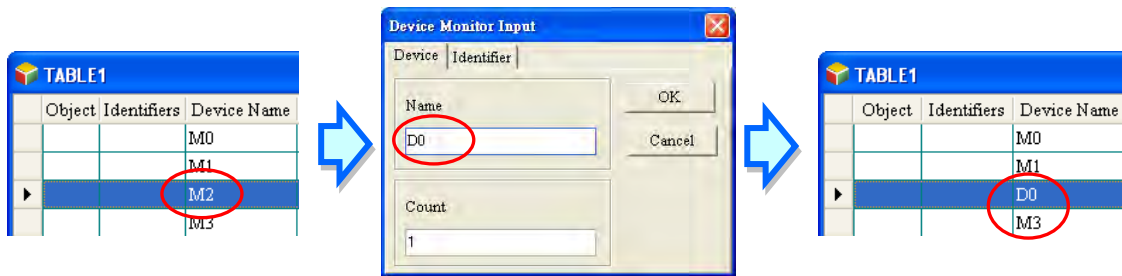 TABLE1
Object Identifiers Device Name
M0
M1
M2
M3
Device Monitor Input
Device Identifier
Name
D0
Count
1
OK
Cancel
TABLE1
Object Identifiers Device Name
M0
M1
D0
M3